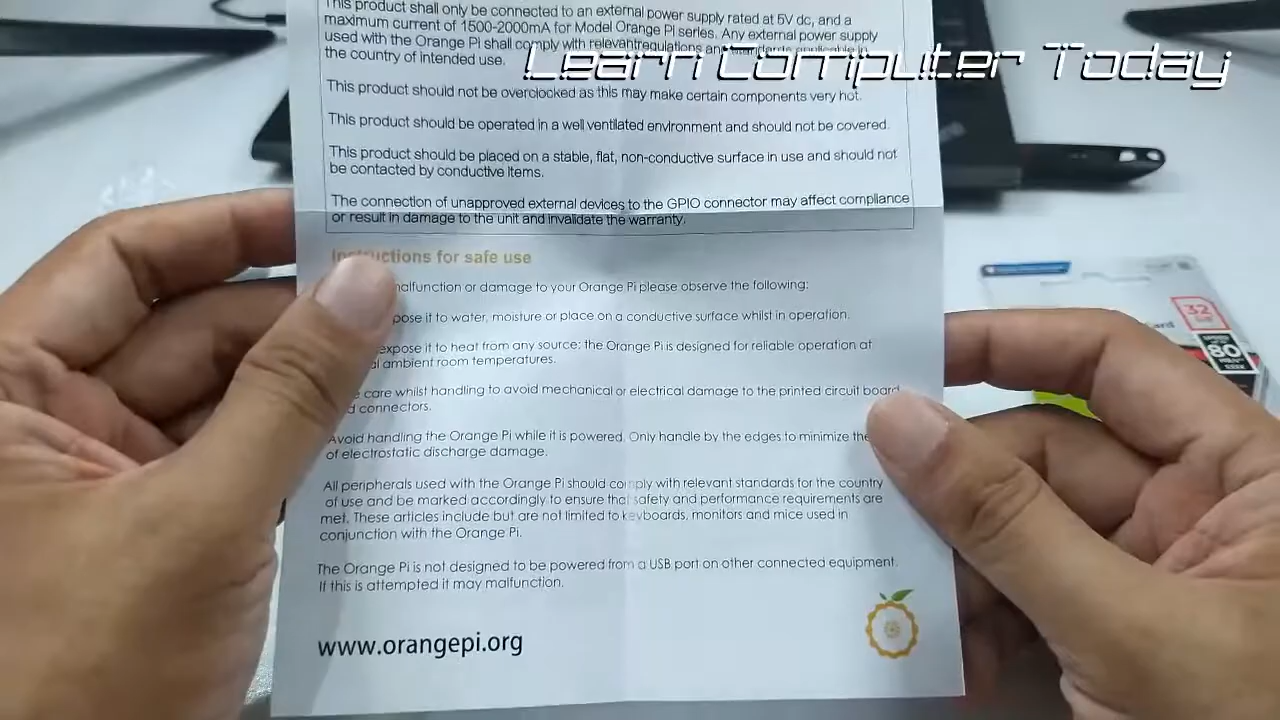 This product shall only be connected to an external power supply rated at 5V dc, and a
maximum current of 1500-2000mA for Model Orange Pi series. Any external power supply
used with the Orange Pi shall comply with relevantregulations and standards applicable in
the country of intended use.
Learn Computer Today
This product should not be overclocked as this may make certain components very hot.
This product should be operated in a well ventilated environment and should not be covered.
This product should be placed on a stable, flat, non-conductive surface in use and should not
be contacted by conductive items.
The connection of unapproved external devices to the GPIO connector may affect compliance
or result in damage to the unit and invalidate the warranty.
Instructions for safe use
malfunction or damage to your Orange Pi please observe the following:
it to water, moisture or place on a conductive surface whilst in operation.
expose it to heat from any source: the Orange Pi is designed for reliable operation at
ambient room temperatures.
care whilst handling to avoid mechanical or electrical damage to the printed circuit board
connectors.
Avoid handling the Orange Pi while it is powered. Only handle by the edges to minimize the
of electrostatic discharge damage.
All peripherals used with the Orange Pi should comply with relevant standards for the country
of use and be marked accordingly to ensure that safety and performance requirements are
met. These articles include but are not limited to keyboards, monitors and mice used in
conjunction with the Orange Pi.
The Orange Pi is not designed to be powered from a USB port on other connected equipment.
If this is attempted it may malfunction.
www.orangepi.org
32
80